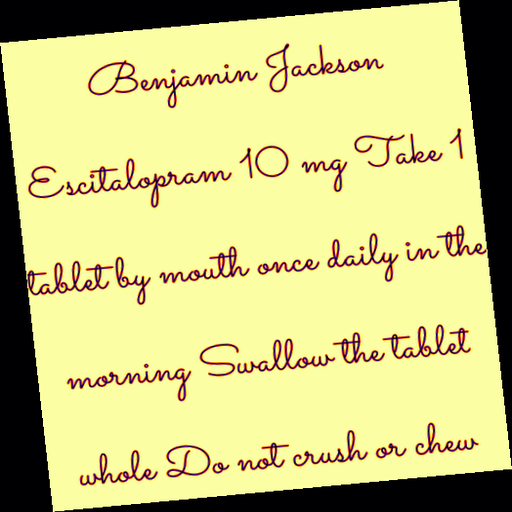 Benjamin Jackson
Escitalopram 10 mg Take 1
tablet by mouth once daily in the
morning Swallow the tablet
whole Do not crush or chew